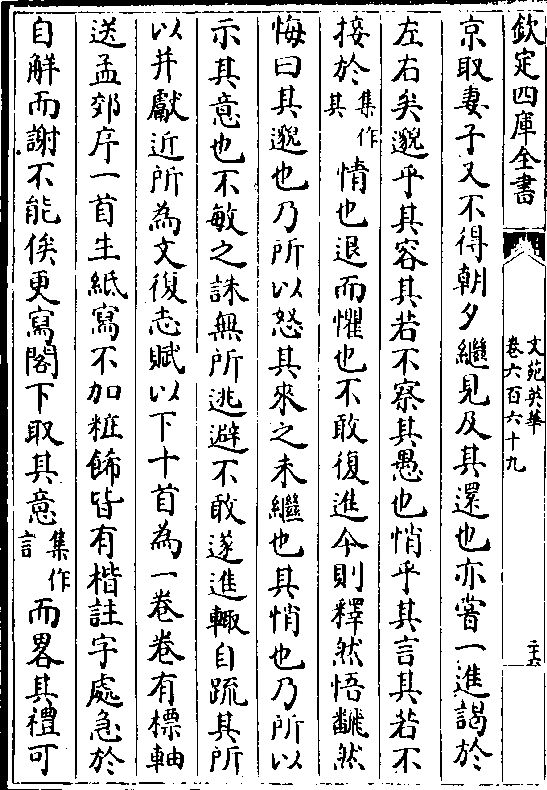 欽定四庫全書
文苑英華
卷六百六十九
二十六
京取妻子又不得朝夕繼見及其還也亦嘗一進謁於
左右矣邈乎其容其若不察其愚也悄乎其言其若不
接於集作其情也退而懼也不敢復進今則釋然悟翻然
悔曰其邈也乃所以怒其來之未繼也其悄也乃所以
示其意也不敏之誅無所逃避不敢遂進輙自疏其所
以并獻近所為文復志賦以下十首為一卷卷有標軸
送孟郊序一首生紙寫不加粧飾皆有楷註字處急於
自解而謝不能俟更寫閣下取其意集作言而畧其禮可